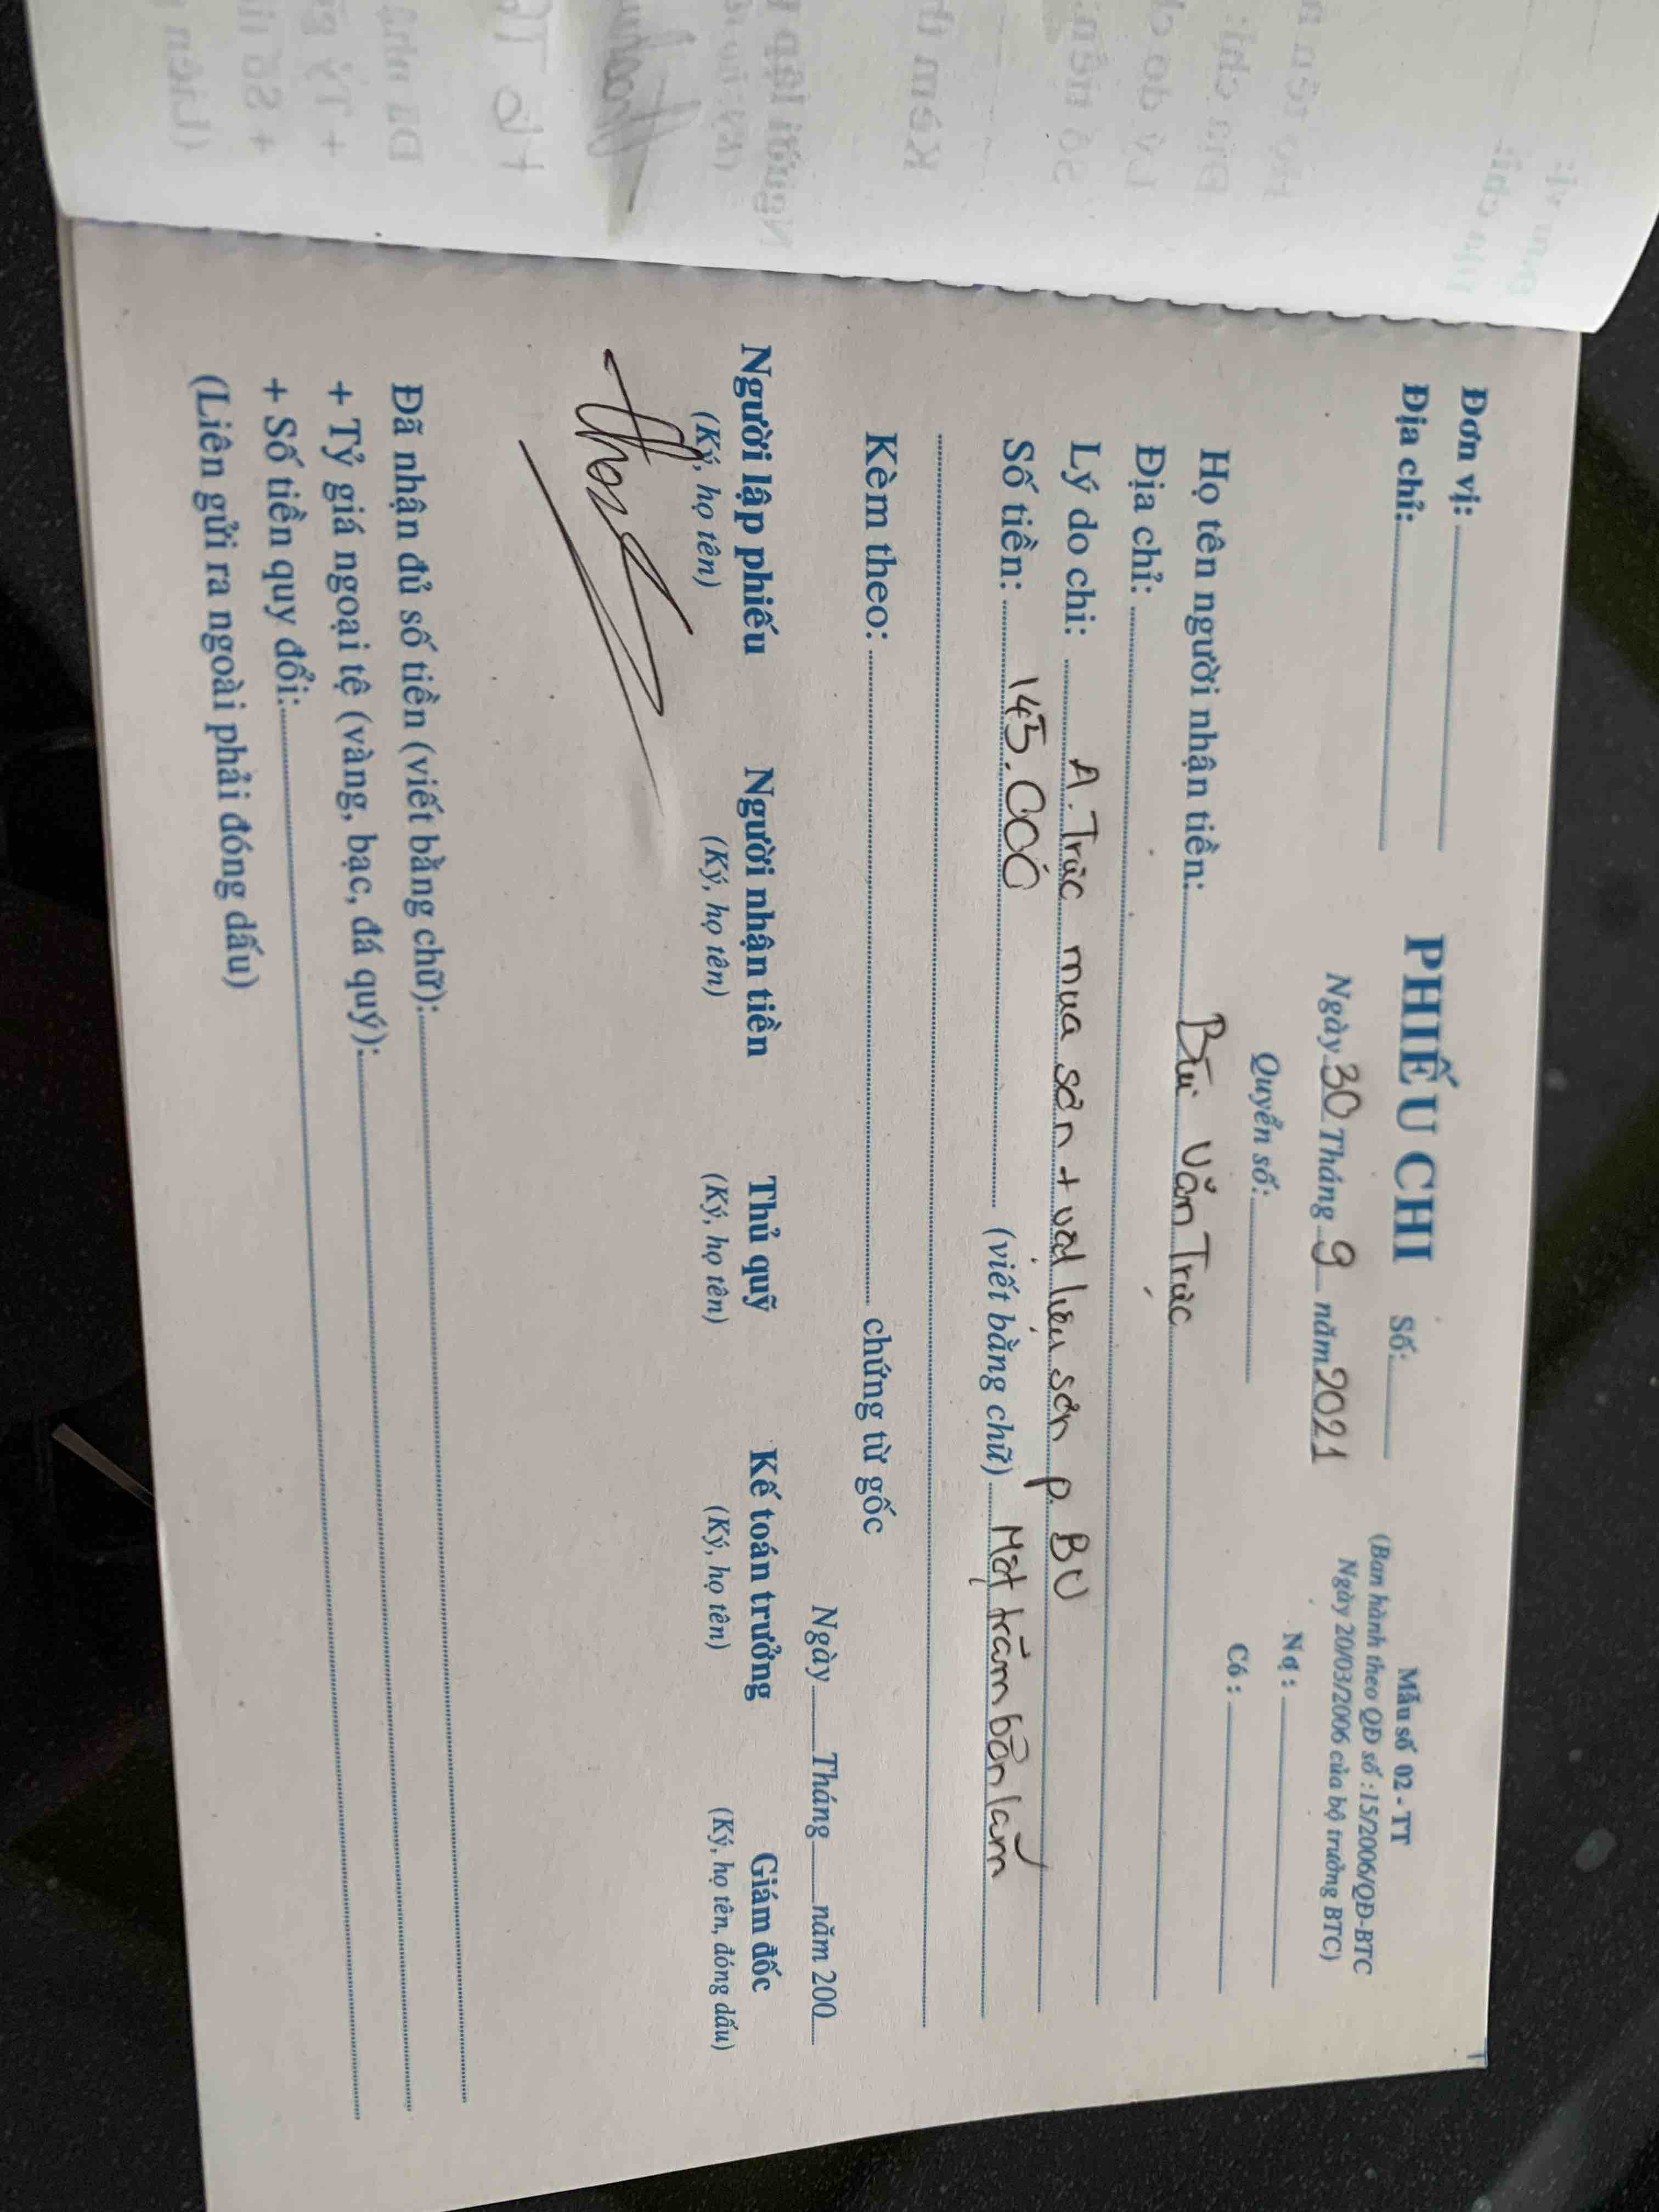 Đơn vị:
Địa chỉ:
PHIẾU CHI
Số:
Mẫu số 02 - TT
(Ban hành theo QĐ số :15/2006/QĐ-BTC
Ngày 20/03/2006 của bộ trưởng BTC)
Ngày 30 Tháng 9 năm 2021
Quyển số:
Nợ :
Có :
Họ tên người nhận tiền: Bùi Văn Trực
Địa chỉ:
Lý do chi: A. Trực mua sơn + vật liệu sơn P. BV
Số tiền: 145.000 (viết bằng chữ) Một trăm bốn lăm
Kèm theo: chứng từ gốc
Ngày Tháng năm 200
Người lập phiếu Người nhận tiền Thủ quỹ Kế toán trưởng Giám đốc
(Ký, họ tên) (Ký, họ tên) (Ký, họ tên) (Ký, họ tên) (Ký, họ tên, đóng dấu)
Đã nhận đủ số tiền (viết bằng chữ):
+ Tỷ giá ngoại tệ (vàng, bạc, đá quý):
+ Số tiền quy đổi:
(Liên gửi ra ngoài phải đóng dấu)